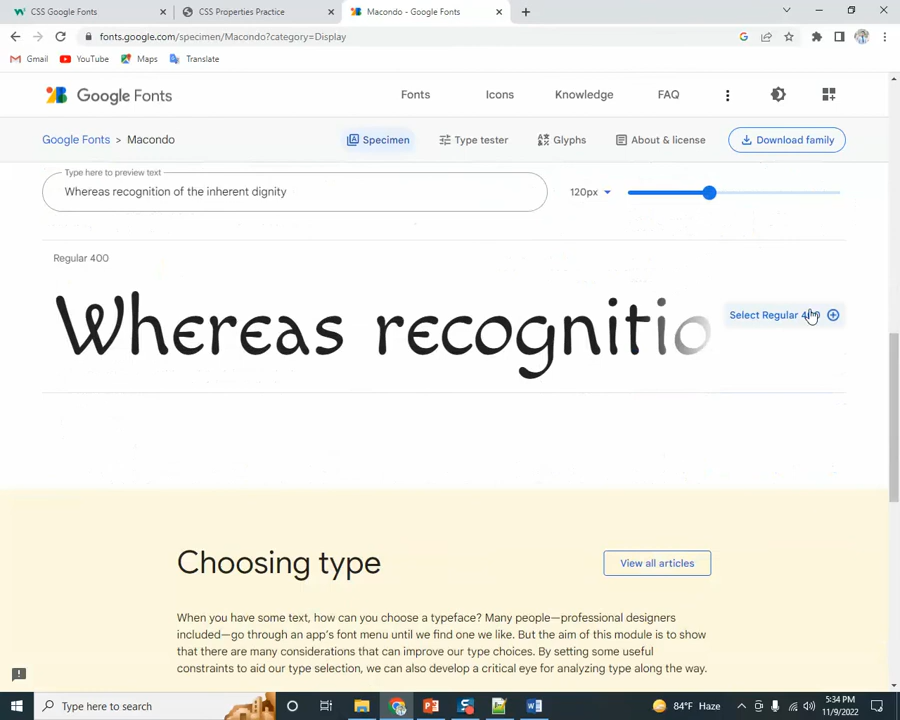 CSS Google Fonts
CSS Properties Practice
Macondo - Google Fonts
fonts.google.com/specimen/Macondo?category=Display
Gmail
YouTube
Maps
Translate
Google Fonts
Fonts
Icons
Knowledge
FAQ
Google Fonts > Macondo
Specimen
Type tester
Glyphs
About & license
Download family
Type here to preview text
Whereas recognition of the inherent dignity
120px
Regular 400
Whereas recognitio
Select Regular 400
Choosing type
View all articles
When you have some text, how can you choose a typeface? Many people—professional designers
included—go through an app's font menu until we find one we like. But the aim of this module is to show
that there are many considerations that can improve our type choices. By setting some useful
constraints to aid our type selection, we can also develop a critical eye for analyzing type along the way.
Type here to search
84°F Haze
5:34 PM
11/9/2022